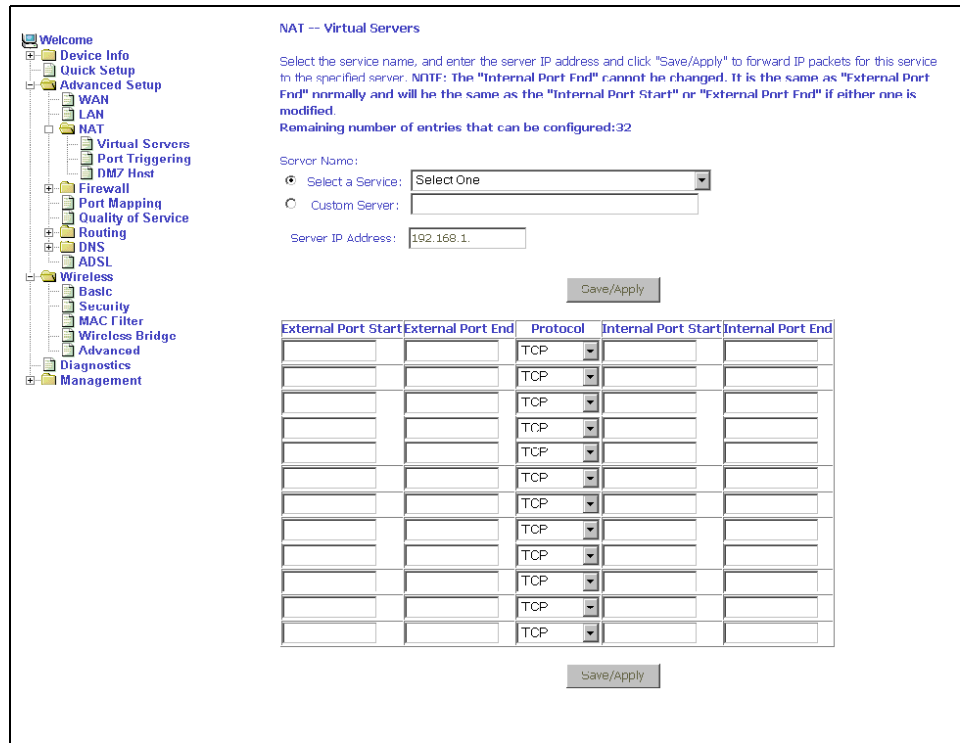 Welcome
Device Info
Quick Setup
Advanced Setup
WAN
LAN
NAT
Virtual Servers
Port Triggering
DMZ Host
Firewall
Port Mapping
Quality of Service
Routing
DNS
ADSL
Wireless
Basic
Security
MAC Filter
Wireless Bridge
Advanced
Diagnostics
Management
NAT -- Virtual Servers
Select the service name, and enter the server IP address and click "Save/Apply" to forward IP packets for this service
to the specified server. NOTE: The "Internal Port End" cannot be changed. It is the same as "External Port
End" normally and will be the same as the "Internal Port Start" or "External Port End" if either one is
modified.
Remaining number of entries that can be configured:32
Server Name:
Select a Service: Select One
Custom Server:
Server IP Address: 192.168.1.
Save/Apply
External Port Start External Port End Protocol Internal Port Start Internal Port End
TCP
TCP
TCP
TCP
TCP
TCP
TCP
TCP
TCP
TCP
TCP
TCP
Save/Apply